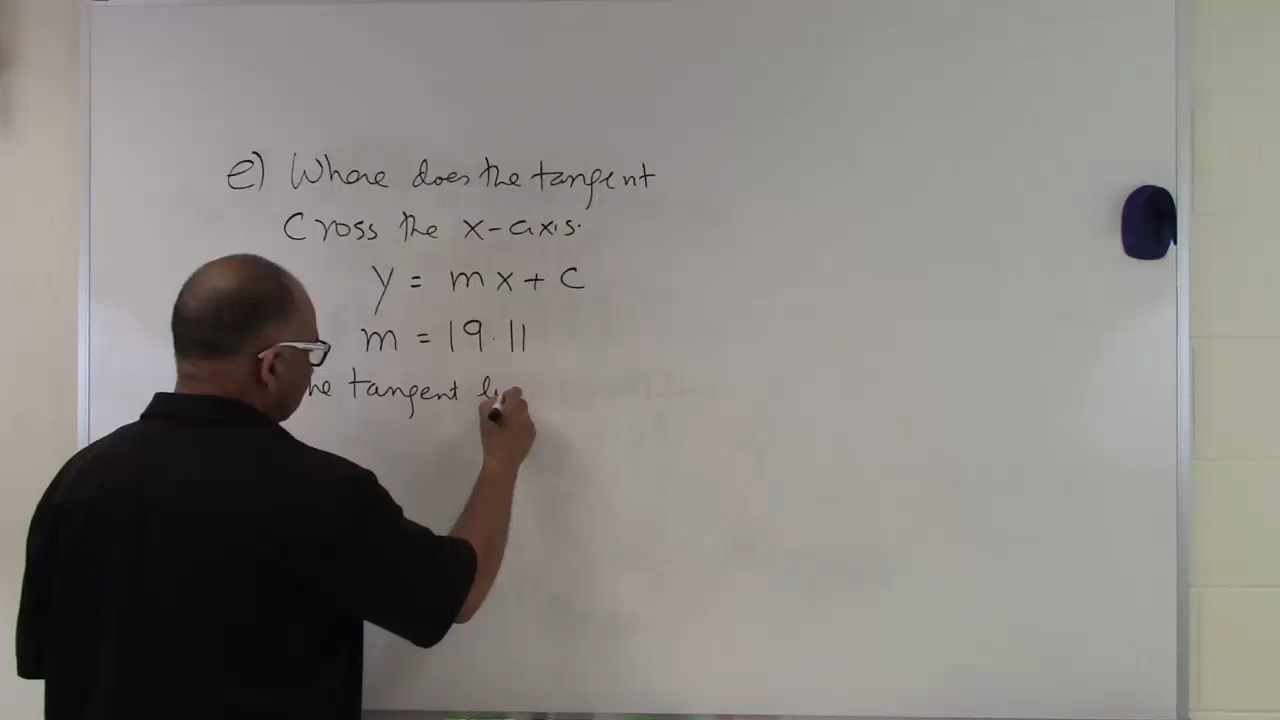 e) Where does the tangent
Cross the x-axis.
y = mx + c
m = 19.11
he tangent